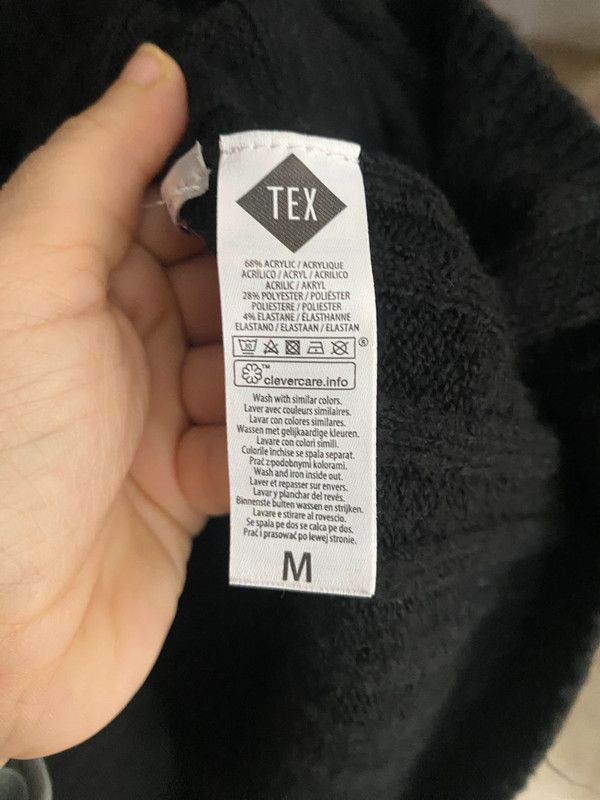 TEX
68% ACRYLIC / ACRYLIQUE
ACRÍLICO / ACRYL / ACRILICO
ACRILIC / AKRYL
28% POLYESTER / POLIÉSTER
POLIESTERE / POLIESTER
4% ELASTANE / ÉLASTHANNE
ELASTANO / ELASTAAN / ELASTAN
30
®
™
clevercare.info
Wash with similar colors.
Laver avec couleurs similaires.
Lavar con colores similares.
Wassen met gelijkaardige kleuren.
Lavare con colori simili.
Culorile închise se spala separat.
Prać z podobnymi kolorami.
Wash and iron inside out.
Laver et repasser sur envers.
Lavar y planchar del revés.
Binnenste buiten wassen en strijken.
Lavare e stirare al rovescio.
Se spala pe dos se calca pe dos.
Prać i prasować po lewej stronie.
M